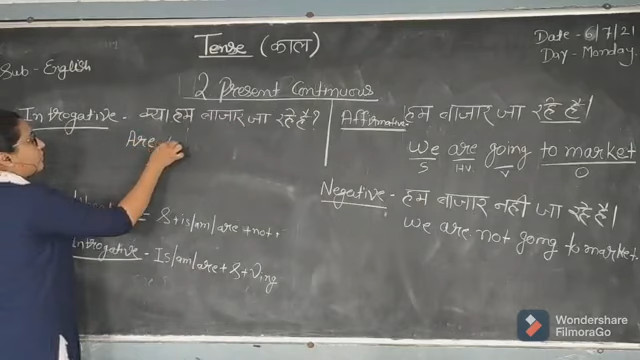 Tense (काल)
Date - 6/7/21
Day - Monday
Sub - English
2 Present Continuous
Introgative - क्या हम बाजार जा रहे हैं?
Are
Affirmative - हम बाजार जा रहे हैं।
We are going to market
S H.V V O
Negative - हम बाजार नहीं जा रहे हैं।
we are not going to market.
= S+is/am/are+not+
Introgative - Is/am/are+S+V, ing
Wondershare
FilmoraGo